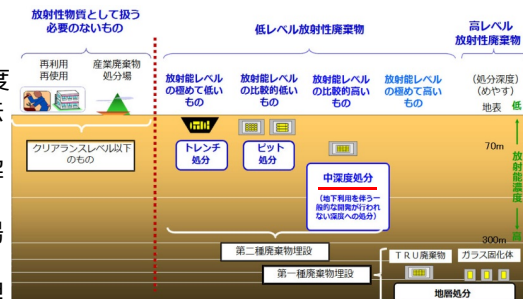 放射性物質として扱う
必要のないもの
低レベル放射性廃棄物
高レベル
放射性廃棄物
再利用
再使用
産業廃棄物
処分場
放射能レベル
の極めて低い
もの
放射能レベル
の比較的低い
もの
放射能レベル
の比較的高い
もの
放射能レベル
の極めて高い
もの
(処分深度)
(めやす)
地表
低
クリアランスレベル以下
のもの
トレンチ
処分
ピット
処分
70m
中深度処分
(地下利用を伴う一
般的な開発が行われ
ない深度への処分)
放射能濃度
300m
高
第二種廃棄物埋設
第一種廃棄物埋設
TRU廃棄物
ガラス固化体
地層処分
度